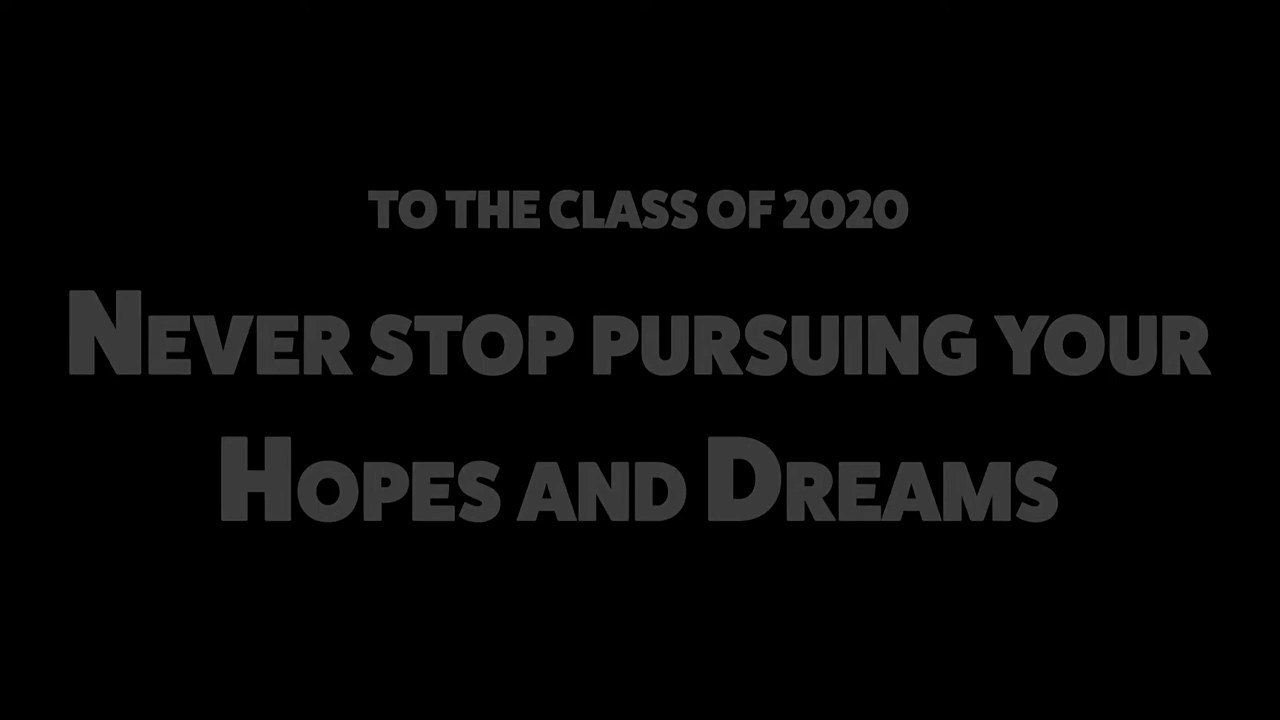 TO THE CLASS OF 2020
NEVER STOP PURSUING YOUR
HOPES AND DREAMS